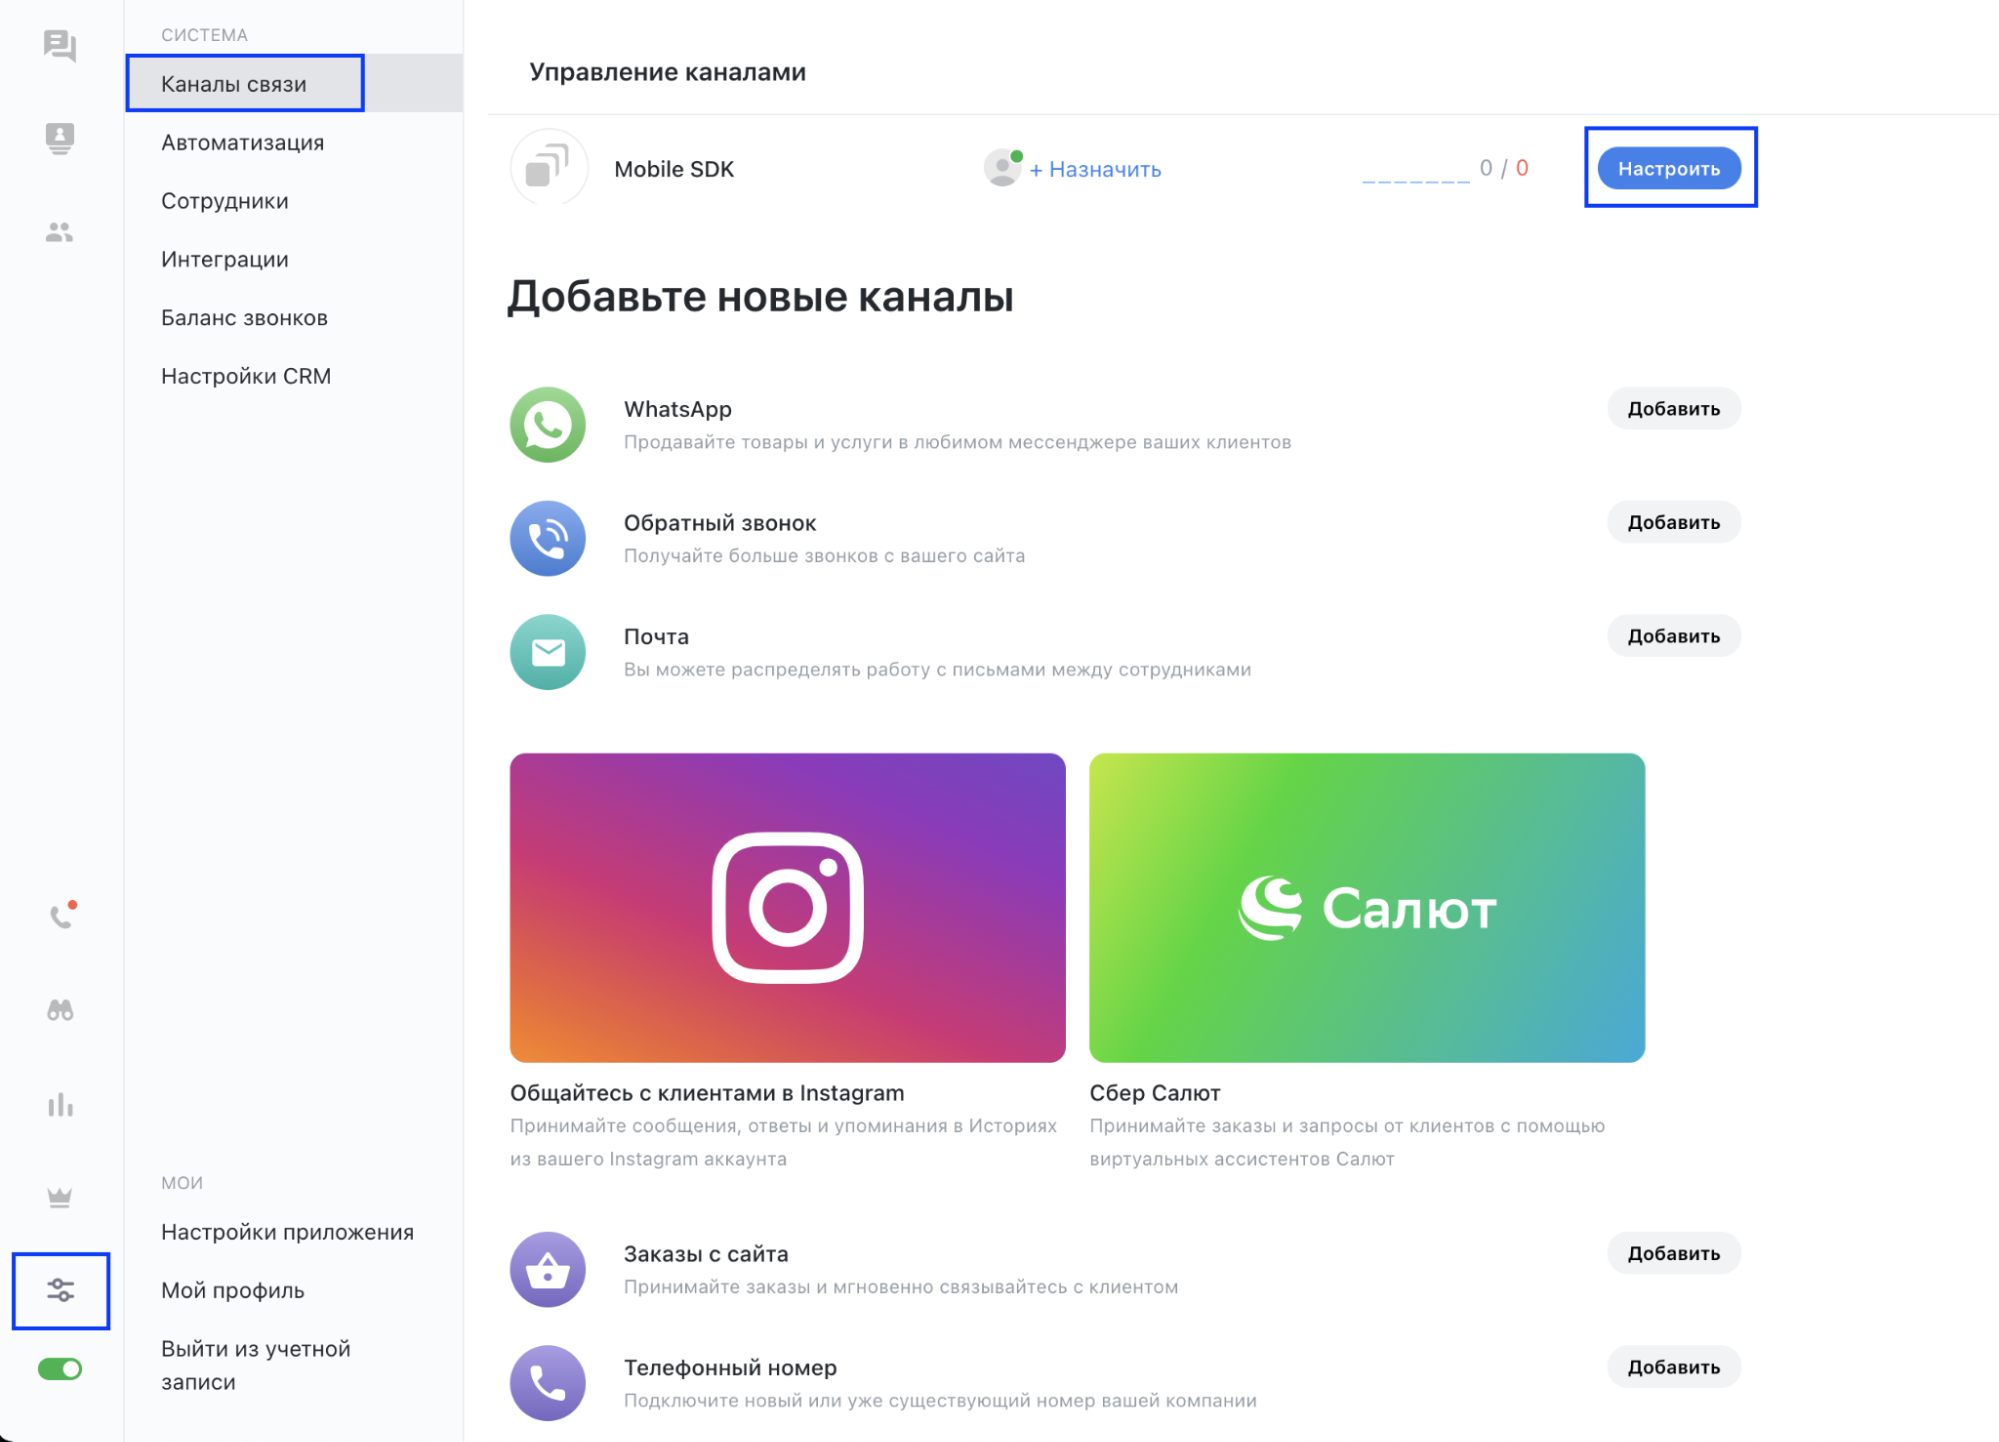 СИСТЕМА
Каналы связи
Автоматизация
Сотрудники
Интеграции
Баланс звонков
Настройки CRM
МОИ
Настройки приложения
Мой профиль
Выйти из учетной
записи
Управление каналами
Mobile SDK
+ Назначить
_______ 0 / 0
Настроить
Добавьте новые каналы
WhatsApp
Продавайте товары и услуги в любимом мессенджере ваших клиентов
Добавить
Обратный звонок
Получайте больше звонков с вашего сайта
Добавить
Почта
Вы можете распределять работу с письмами между сотрудниками
Добавить
Салют
Общайтесь с клиентами в Instagram
Принимайте сообщения, ответы и упоминания в Историях
из вашего Instagram аккаунта
Сбер Салют
Принимайте заказы и запросы от клиентов с помощью
виртуальных ассистентов Салют
Заказы с сайта
Принимайте заказы и мгновенно связывайтесь с клиентом
Добавить
Телефонный номер
Подключите новый или уже существующий номер вашей компании
Добавить